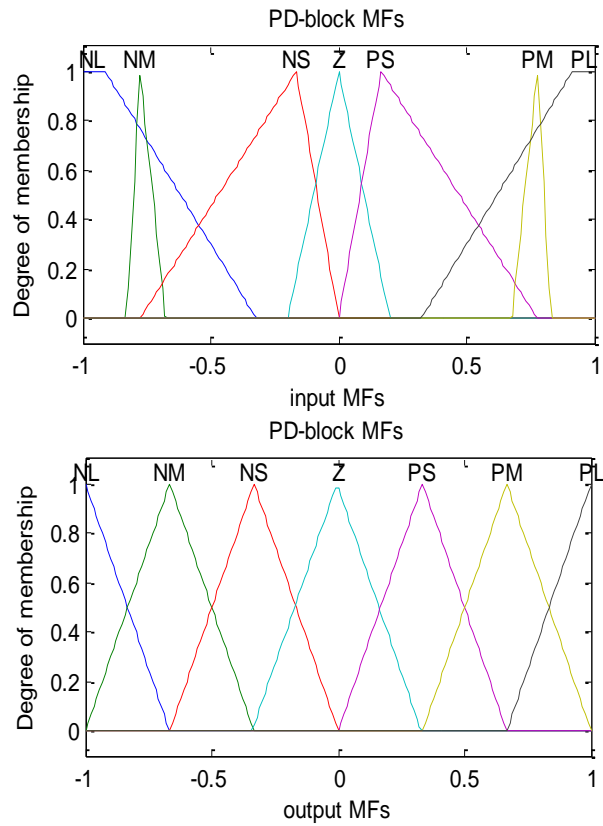 PD-block MFs
NL NM NS Z PS PM PL
1
0.8
0.6
0.4
0.2
0
Degree of membership
-1 -0.5 0 0.5 1
input MFs
PD-block MFs
NL NM NS Z PS PM PL
1
0.8
0.6
0.4
0.2
0
Degree of membership
-1 -0.5 0 0.5 1
output MFs